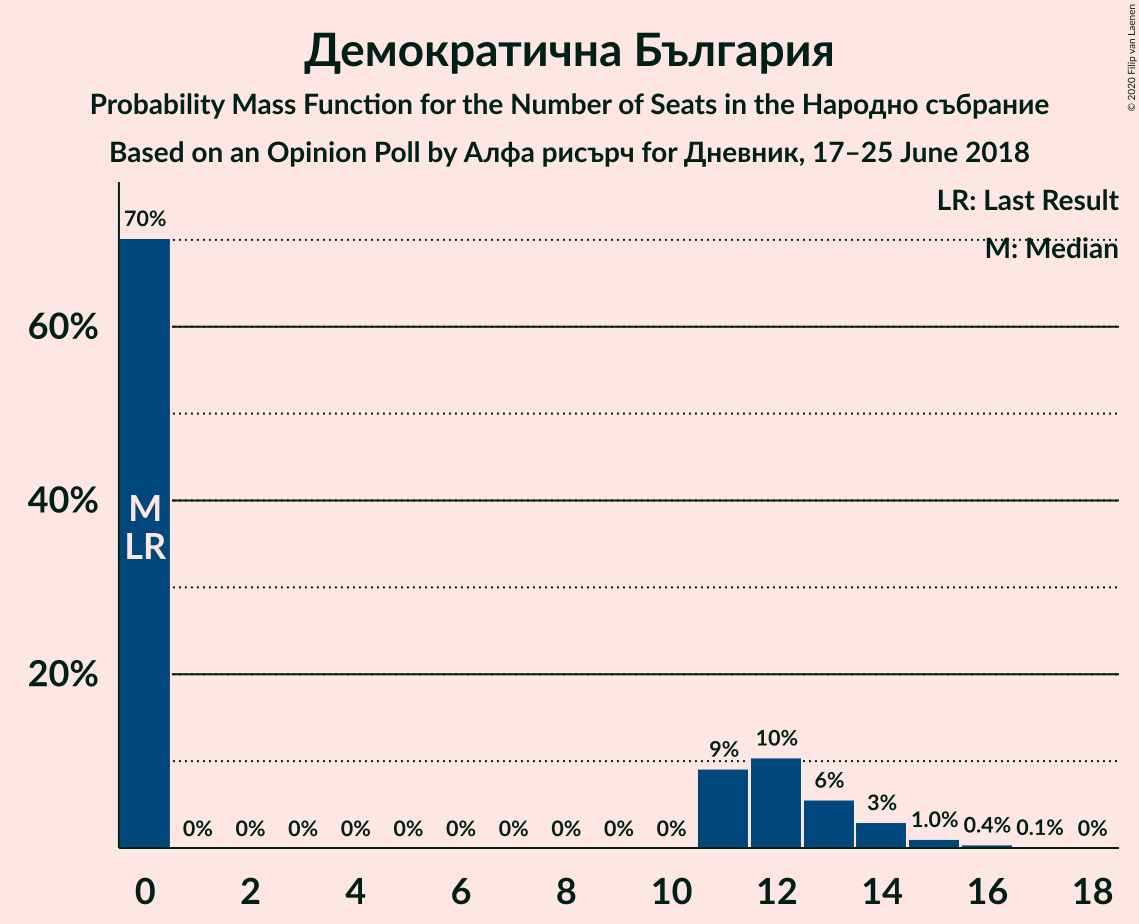 Демократична България
Probability Mass Function for the Number of Seats in the Народно събрание
Based on an Opinion Poll by Алфа рисърч for Дневник, 17–25 June 2018
© 2020 Filip van Laenen
LR: Last Result
M: Median
70%
60%
40%
20%
M
LR
0% 0% 0% 0% 0% 0% 0% 0% 0% 0% 9% 10% 6% 3% 1.0% 0.4% 0.1% 0%
0 2 4 6 8 10 12 14 16 18